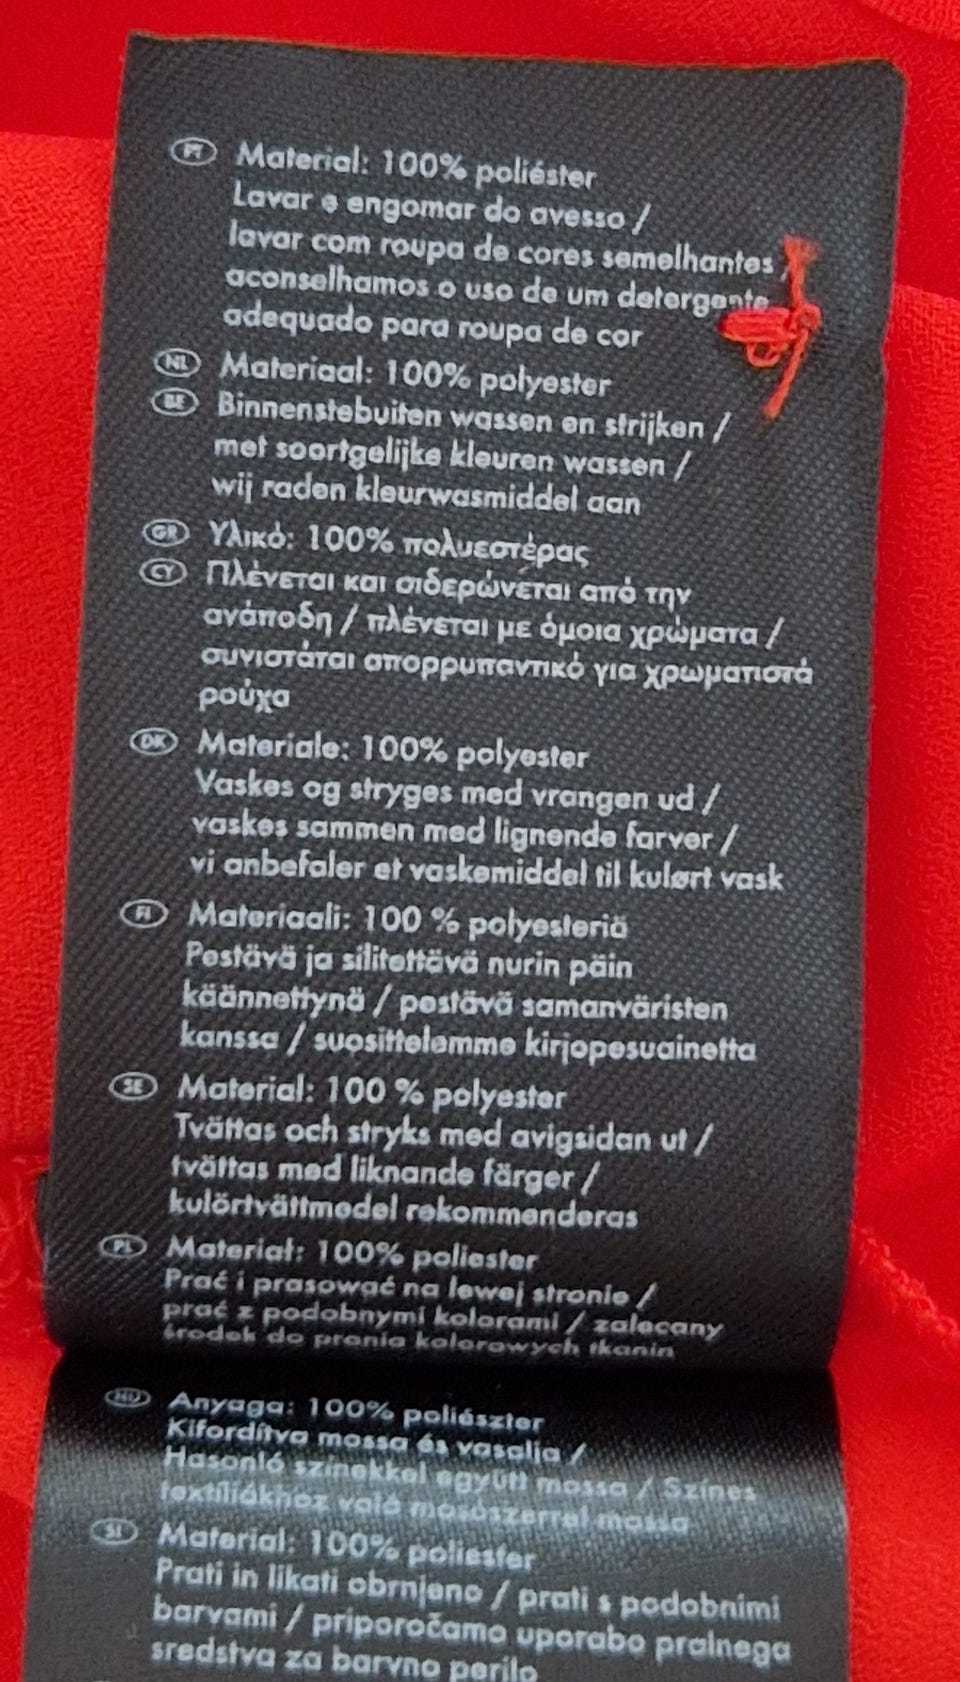 PT Material: 100% poliéster
Lavar e engomar do avesso /
lavar com roupa de cores semelhantes /
aconselhamos o uso de um detergente
adequado para roupa de cor
NL Materiaal: 100% polyester
BE Binnenstebuiten wassen en strijken /
met soortgelijke kleuren wassen /
wij raden kleurwasmiddel aan
GR Υλικό: 100% πολυεστέρας
CY Πλένεται και σιδερώνεται από την
ανάποδη / πλένεται με όμοια χρώματα /
συνιστάται απορρυπαντικό για χρωματιστά
ρούχα
DK Materiale: 100% polyester
Vaskes og stryges med vrangen ud /
vaskes sammen med lignende farver /
vi anbefaler et vaskemiddel til kulørt vask
FI Materiaali: 100 % polyesteriä
Pestävä ja silitettävä nurin päin
käännettynä / pestävä samanväristen
kanssa / suosittelemme kirjopesuainetta
SE Material: 100 % polyester
Tvättas och stryks med avigsidan ut /
tvättas med liknande färger /
kulörtvättmedel rekommenderas
PL Materiał: 100% poliester
Prać i prasować na lewej stronie /
prać z podobnymi kolorami / zalecany
środek do prania kolorowych tkanin
HU Anyaga: 100% poliészter
Kifordítva mossa és vasalja /
Hasonló színekkel együtt mossa / Színes
textíliákhoz való mosószerrel mossa
SI Material: 100% poliester
Prati in likati obrnjeno / prati s podobnimi
barvami / priporočamo uporabo pralnega
sredstva za barvno perilo